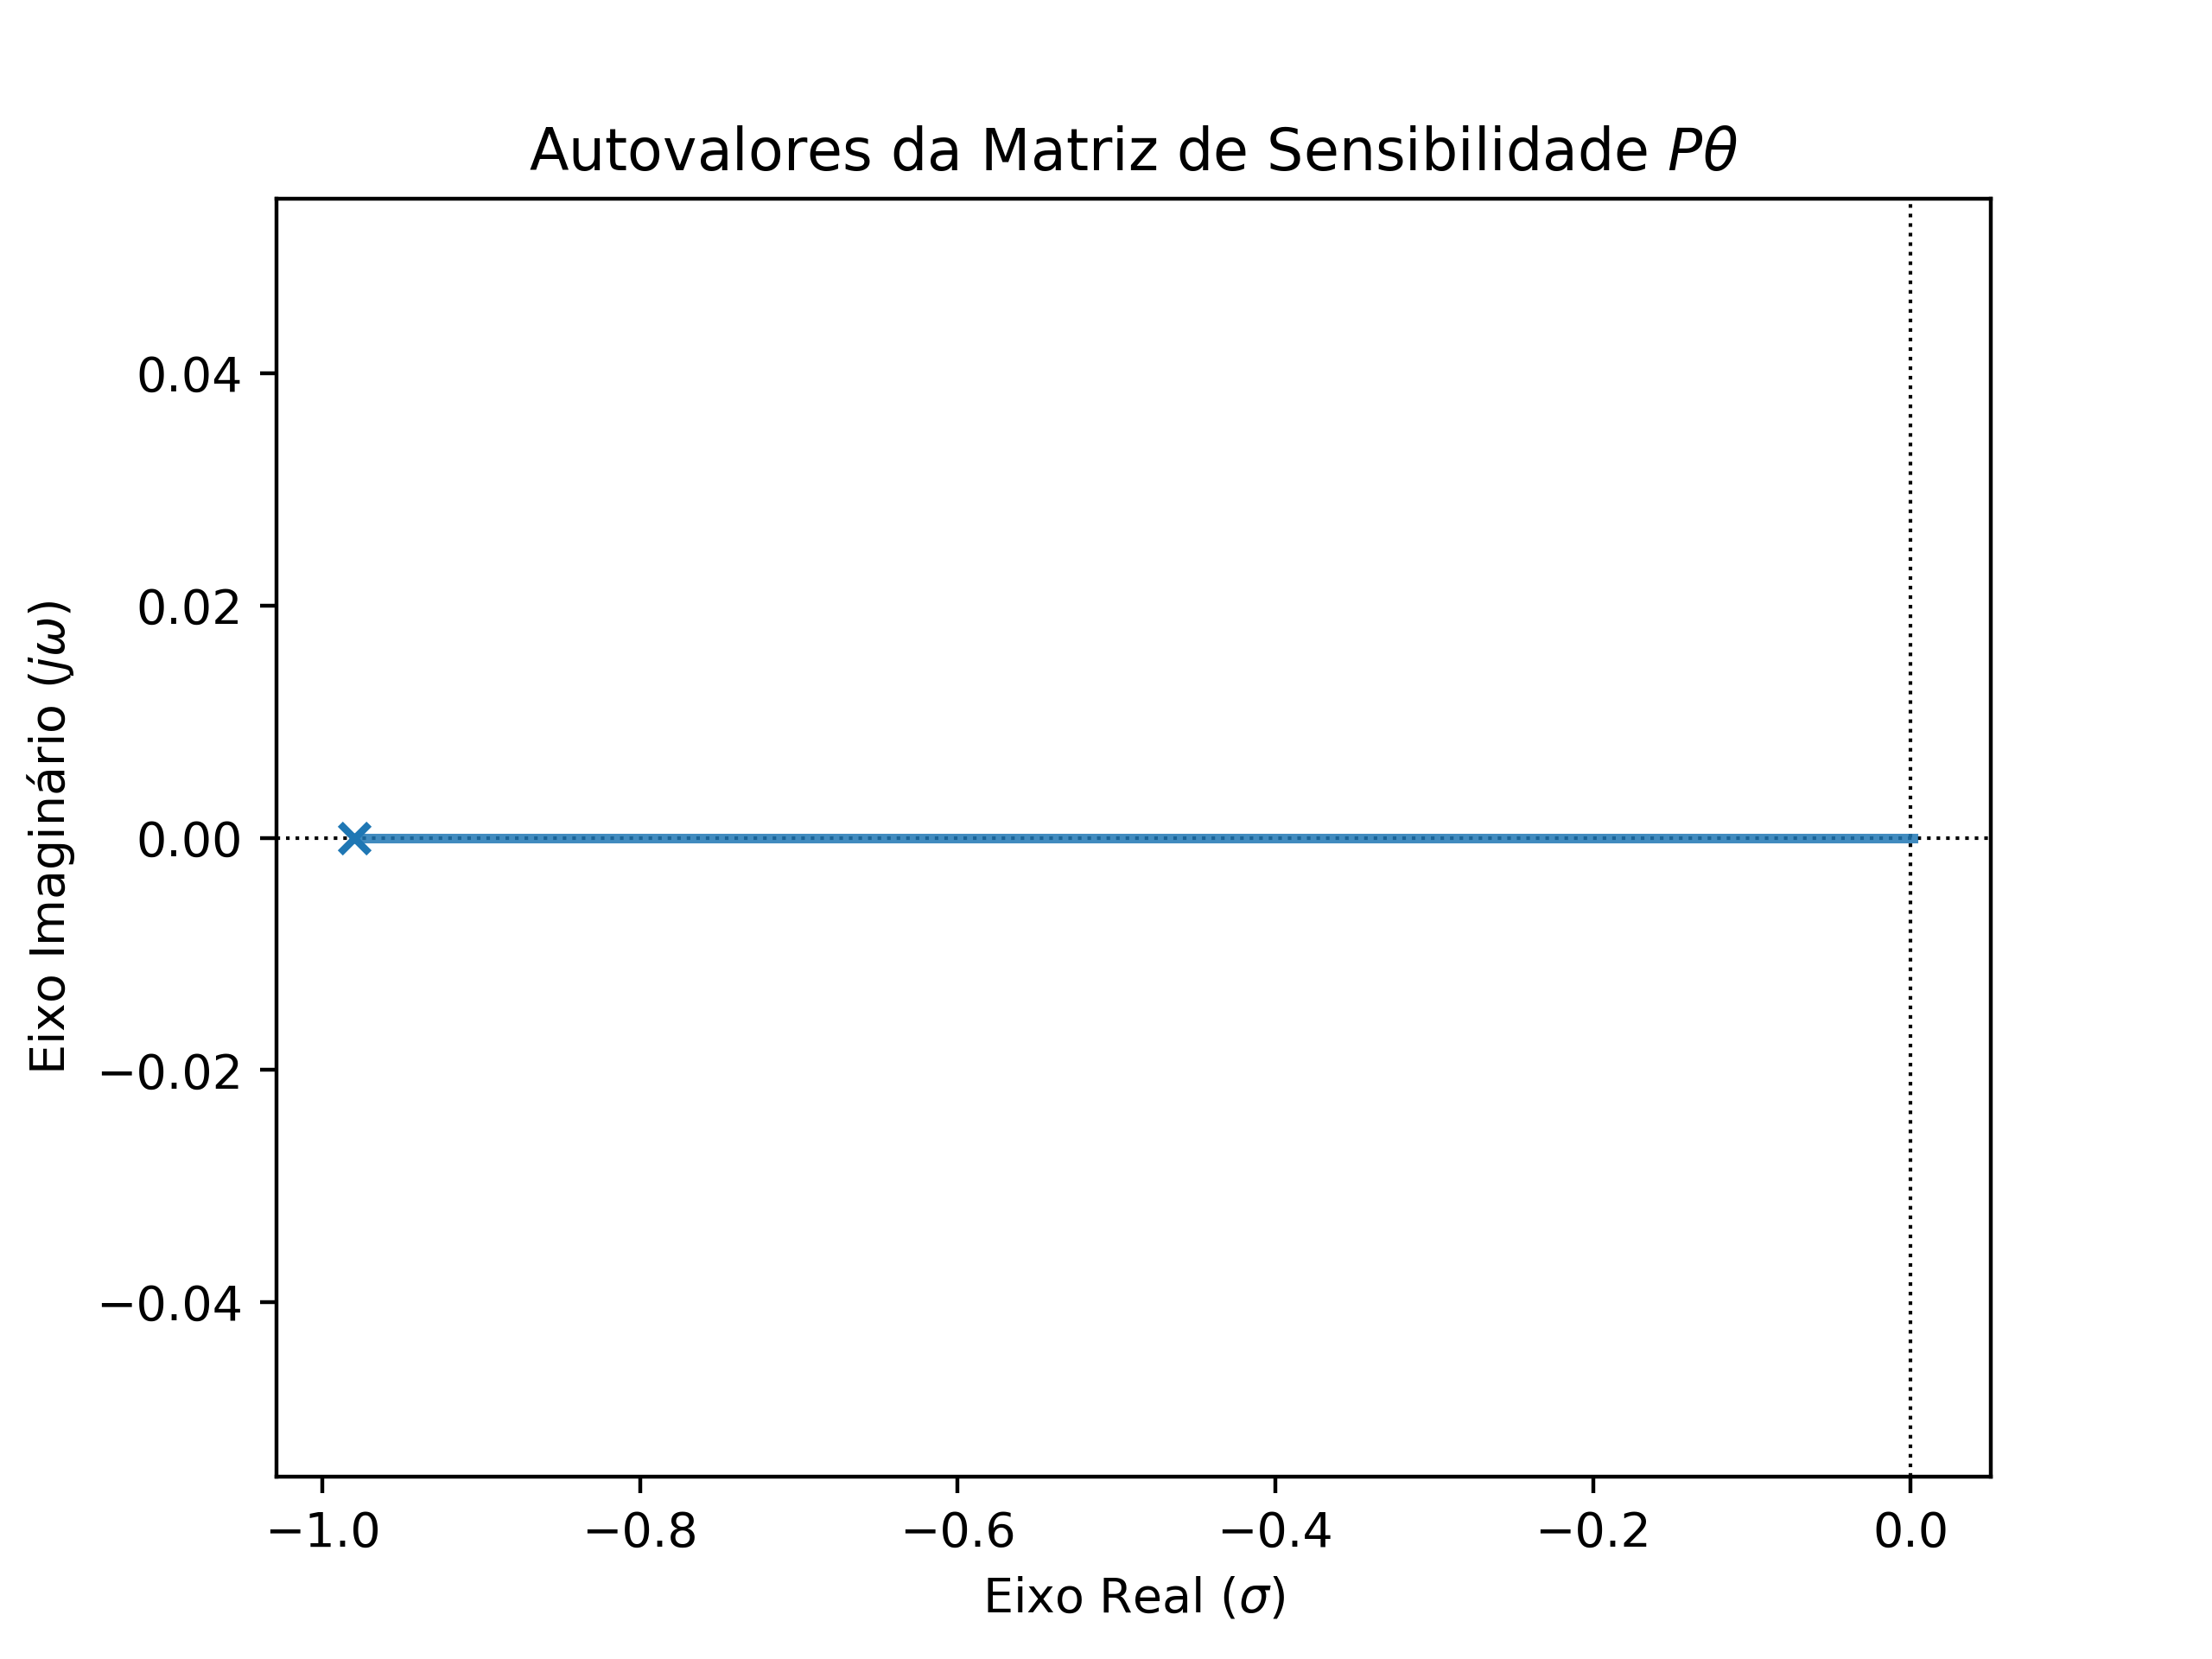 Autovalores da Matriz de Sensibilidade Pθ
Eixo Imaginário (jω)
0.04
0.02
0.00
−0.02
−0.04
−1.0 −0.8 −0.6 −0.4 −0.2 0.0
Eixo Real (σ)